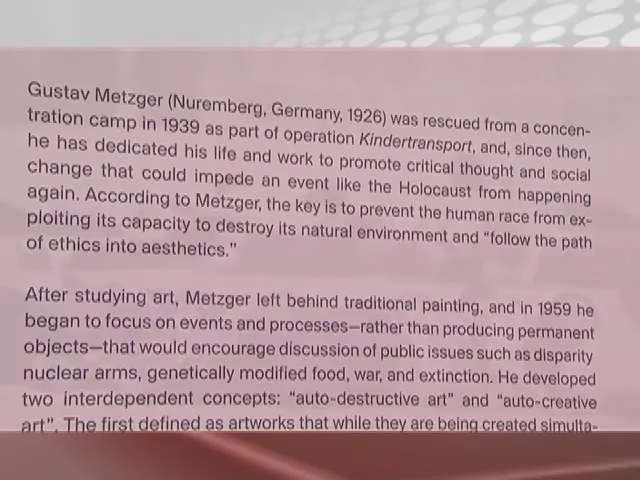 Gustav Metzger (Nuremberg, Germany, 1926) was rescued from a concen-
tration camp in 1939 as part of operation Kindertransport, and, since then,
he has dedicated his life and work to promote critical thought and social
change that could impede an event like the Holocaust from happening
again. According to Metzger, the key is to prevent the human race from ex-
ploiting its capacity to destroy its natural environment and “follow the path
of ethics into aesthetics.”
After studying art, Metzger left behind traditional painting, and in 1959 he
began to focus on events and processes—rather than producing permanent
objects—that would encourage discussion of public issues such as disparity
nuclear arms, genetically modified food, war, and extinction. He developed
two interdependent concepts: "auto-destructive art" and "auto-creative
art". The first defined as artworks that while they are being created simulta-